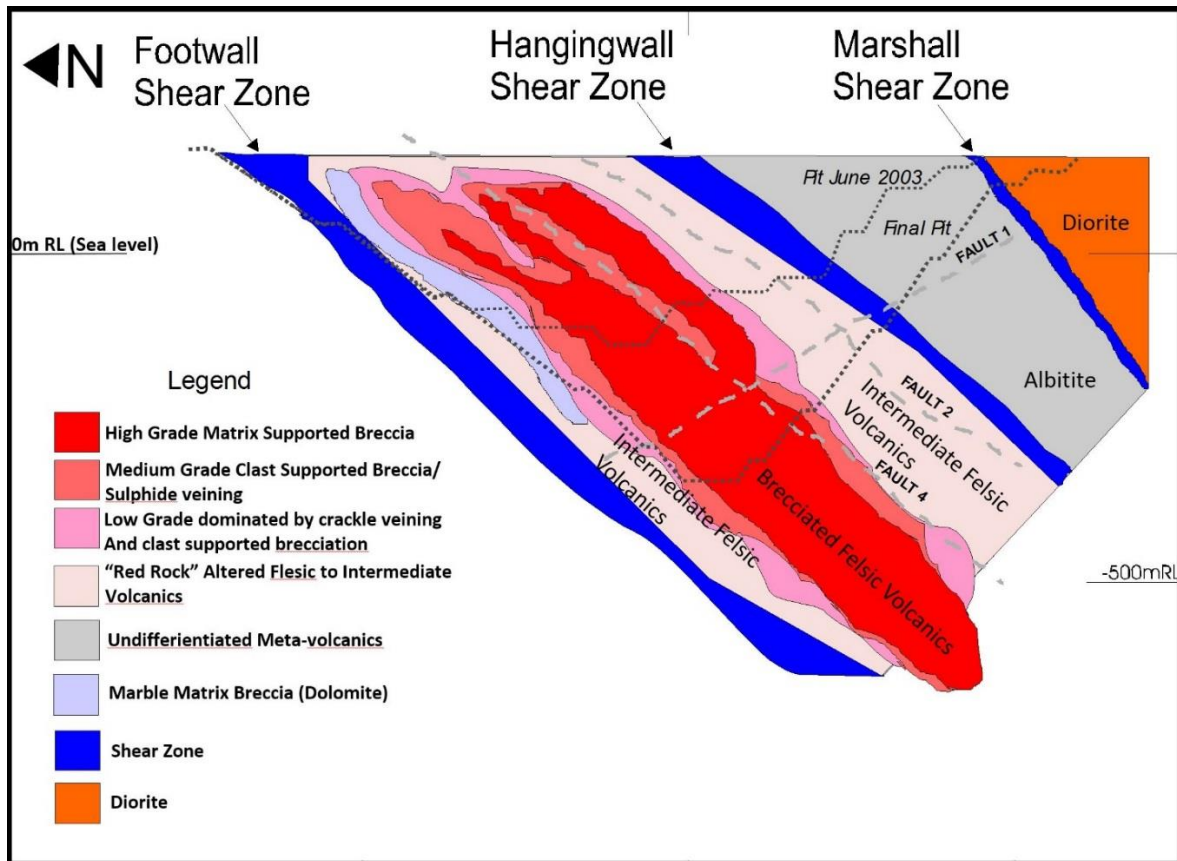 N
Footwall
Shear Zone
Hangingwall
Shear Zone
Marshall
Shear Zone
Pit June 2003
Final Pit
FAULT 1
Diorite
0m RL (Sea level)
Albitite
FAULT 2
Intermediate Felsic
Volcanics
FAULT 4
Intermediate Felsic
Volcanics
Brecciated Felsic Volcanics
-500mRL
Legend
High Grade Matrix Supported Breccia
Medium Grade Clast Supported Breccia/
Sulphide veining
Low Grade dominated by crackle veining
And clast supported brecciation
“Red Rock” Altered Flesic to Intermediate
Volcanics
Undifferientiated Meta-volcanics
Marble Matrix Breccia (Dolomite)
Shear Zone
Diorite